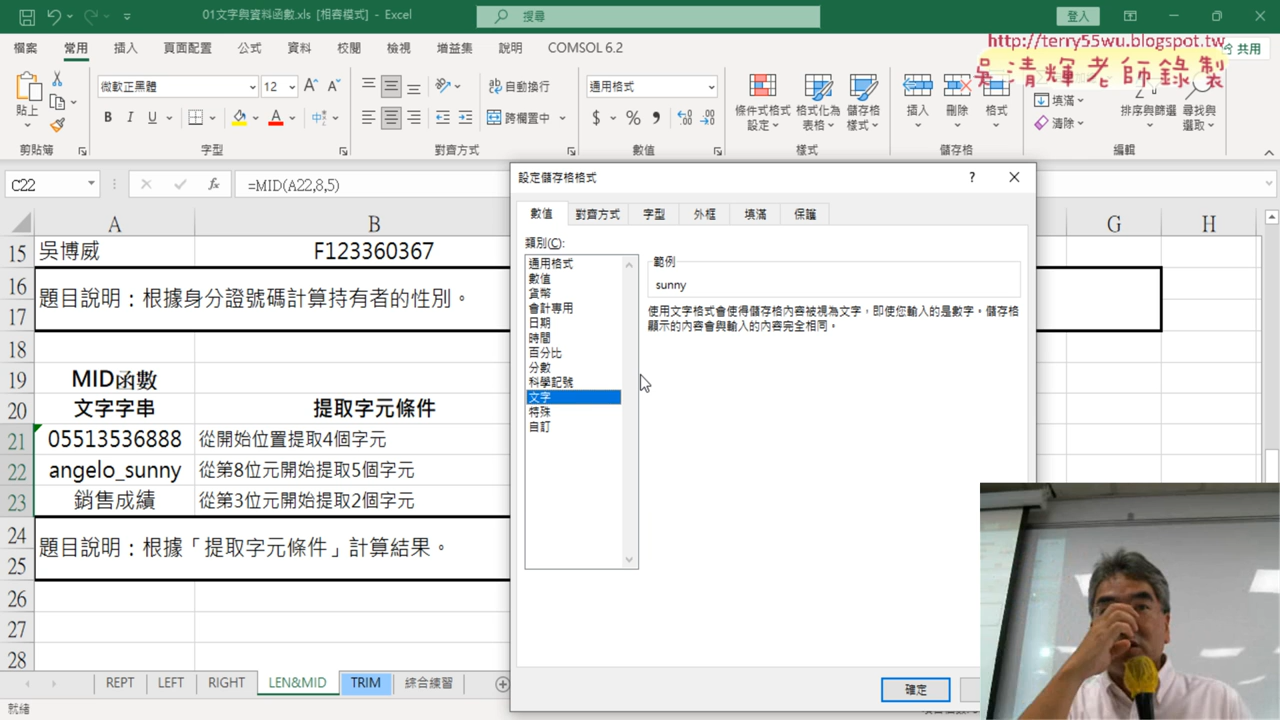 01文字與資料函數.xls [相容模式] - Excel
搜尋
登入
檔案 常用 插入 頁面配置 公式 資料 校閱 檢視 增益集 說明 COMSOL 6.2
共用
http://terry55wu.blogspot.tw
吳清輝老師錄製
貼上
微軟正黑體 12
B I U
自動換行
跨欄置中
通用格式
$ % ,
條件式格式設定
格式化為表格
儲存格樣式
插入 刪除 格式
填滿
清除
排序與篩選
尋找與選取
剪貼簿 字型 對齊方式 數值 樣式 儲存格 編輯
C22 fx =MID(A22,8,5)
A B G H
15 吳博威 F123360367
16
題目說明：根據身分證號碼計算持有者的性別。
17
18
19 MID函數
20 文字字串 提取字元條件
21 05513536888 從開始位置提取4個字元
22 angelo_sunny 從第8位元開始提取5個字元
23 銷售成績 從第3位元開始提取2個字元
24
題目說明：根據「提取字元條件」計算結果。
25
26
27
28
設定儲存格格式 ?
數值 對齊方式 字型 外框 填滿 保護
類別(C):
通用格式
數值
貨幣
會計專用
日期
時間
百分比
分數
科學記號
文字
特殊
自訂
範例
sunny
使用文字格式會使得儲存格內容被視為文字，即使您輸入的是數字。儲存格
顯示的內容會與輸入的內容完全相同。
確定
REPT LEFT RIGHT LEN&MID TRIM 綜合練習
就緒